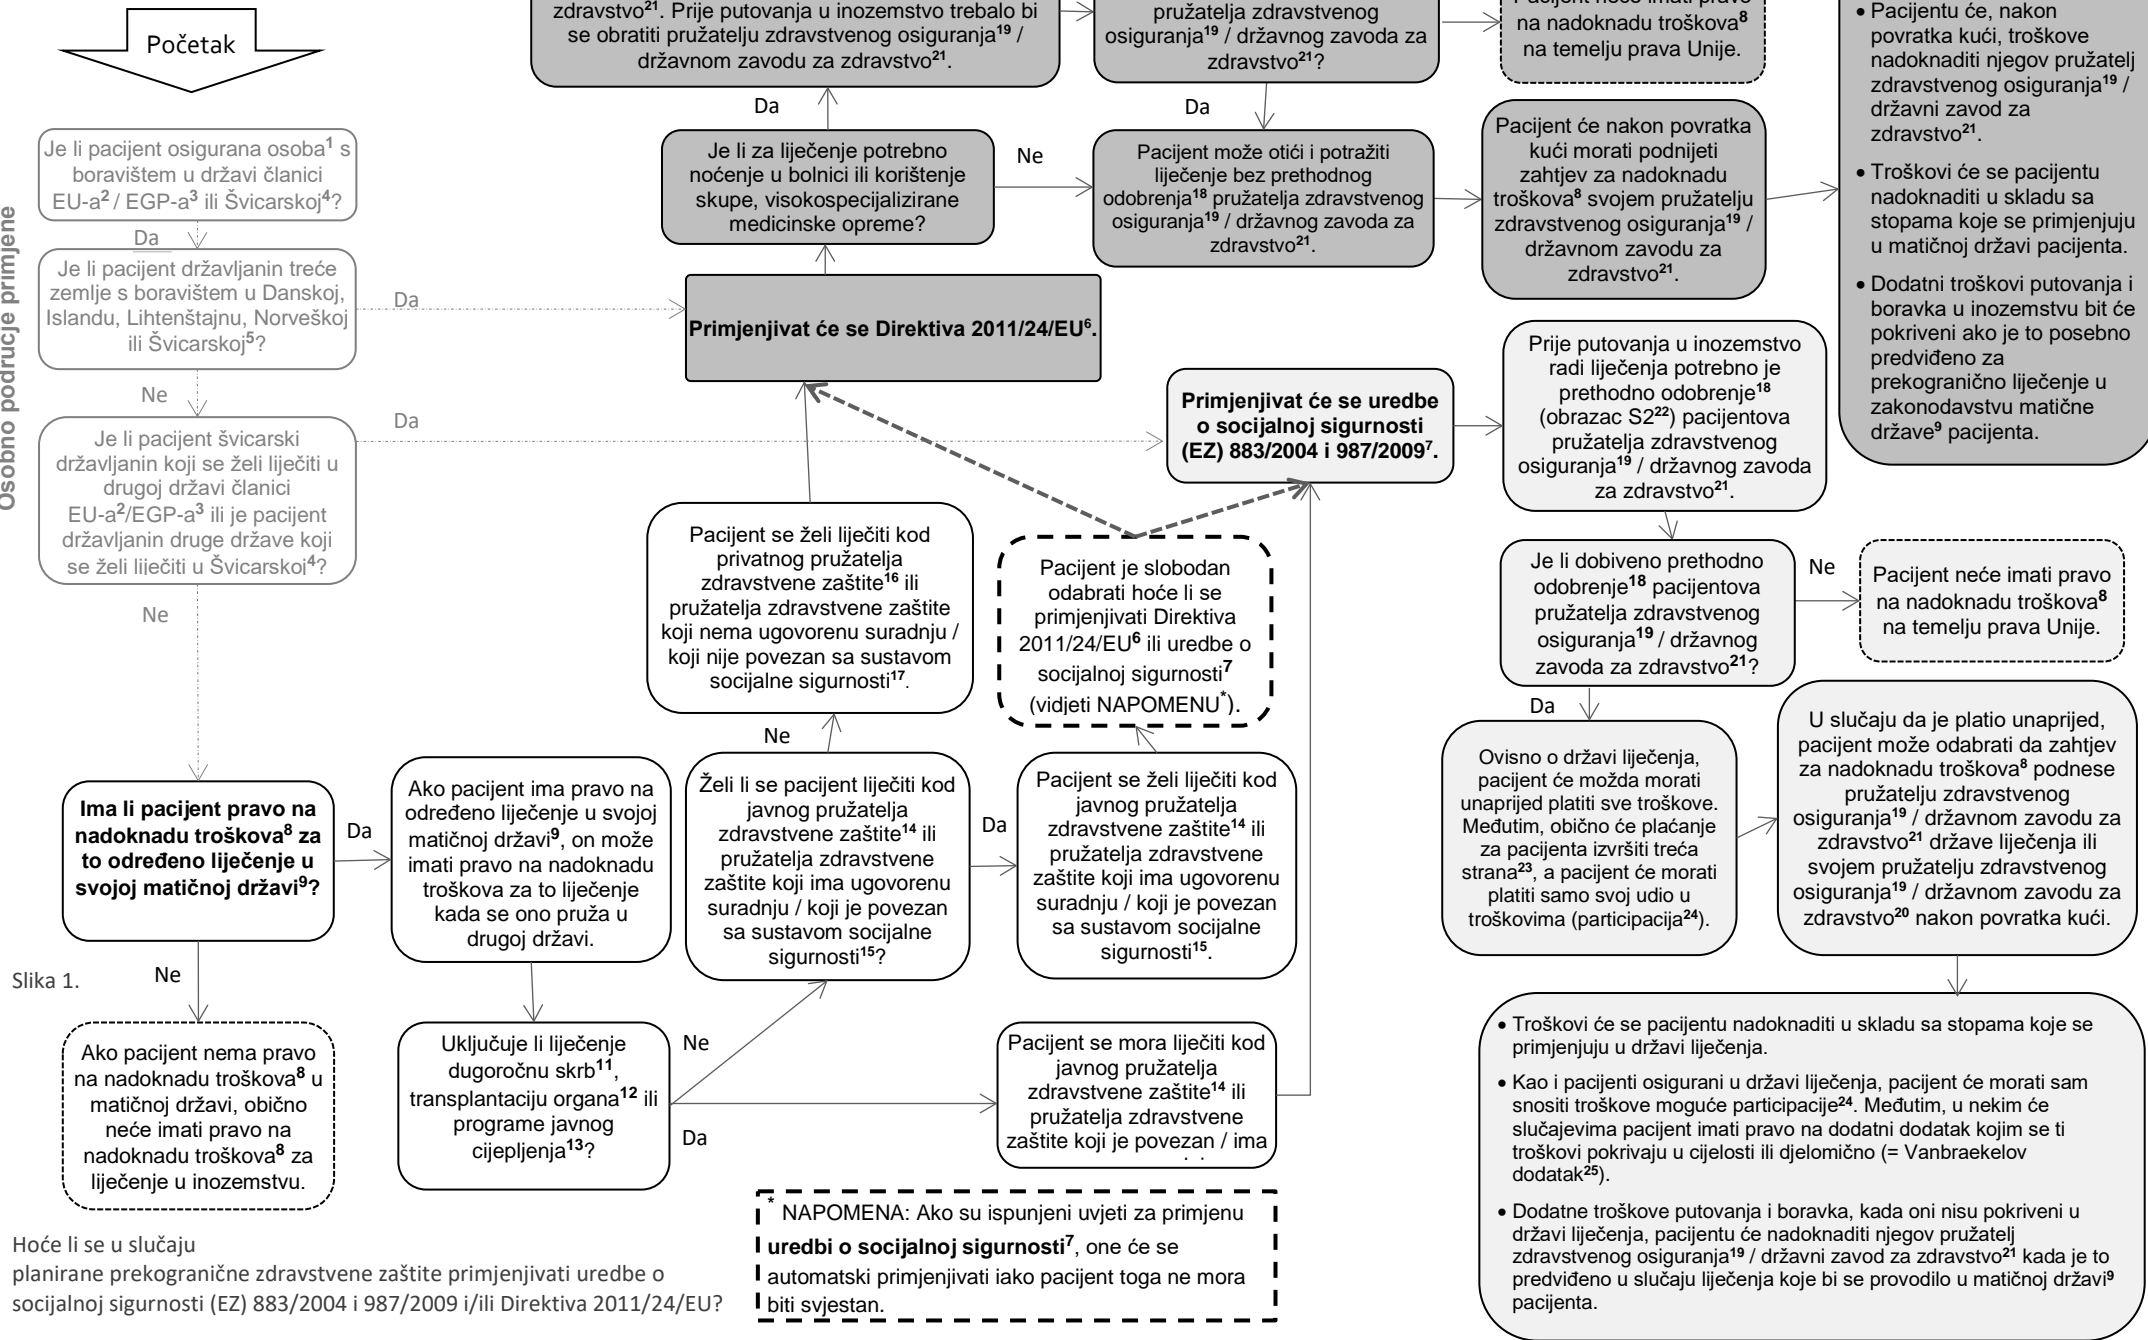 Početak
zdravstvo21. Prije putovanja u inozemstvo trebalo bi
se obratiti pružatelju zdravstvenog osiguranja19 /
državnom zavodu za zdravstvo21.
pružatelja zdravstvenog
osiguranja19 / državnog zavoda za
zdravstvo21?
Pacijent neće imati pravo
na nadoknadu troškova8
na temelju prava Unije.
• Pacijentu će, nakon
povratka kući, troškove
nadoknaditi njegov pružatelj
zdravstvenog osiguranja19 /
državni zavod za
zdravstvo21.
• Troškovi će se pacijentu
nadoknaditi u skladu sa
stopama koje se primjenjuju
u matičnoj državi pacijenta.
• Dodatni troškovi putovanja i
boravka u inozemstvu bit će
pokriveni ako je to posebno
predviđeno za
prekogranično liječenje u
zakonodavstvu matične
države9 pacijenta.
Da
Da
Osobno područje primjene
Je li pacijent osigurana osoba1 s
boravištem u državi članici
EU-a2 / EGP-a3 ili Švicarskoj4?
Da
Je li za liječenje potrebno
noćenje u bolnici ili korištenje
skupe, visokospecijalizirane
medicinske opreme?
Ne
Pacijent može otići i potražiti
liječenje bez prethodnog
odobrenja18 pružatelja zdravstvenog
osiguranja19 / državnog zavoda za
zdravstvo21.
Pacijent će nakon povratka
kući morati podnijeti
zahtjev za nadoknadu
troškova8 svojem pružatelju
zdravstvenog osiguranja19 /
državnom zavodu za
zdravstvo21.
Je li pacijent državljanin treće
zemlje s boravištem u Danskoj,
Islandu, Lihtenštajnu, Norveškoj
ili Švicarskoj5?
Da
Primjenjivat će se Direktiva 2011/24/EU6.
Ne
Je li pacijent švicarski
državljanin koji se želi liječiti u
drugoj državi članici
EU-a2/EGP-a3 ili je pacijent
državljanin druge države koji
se želi liječiti u Švicarskoj4?
Da
Primjenjivat će se uredbe
o socijalnoj sigurnosti
(EZ) 883/2004 i 987/20097.
Prije putovanja u inozemstvo
radi liječenja potrebno je
prethodno odobrenje18
(obrazac S222) pacijentova
pružatelja zdravstvenog
osiguranja19 / državnog zavoda
za zdravstvo21.
Ne
Pacijent se želi liječiti kod
privatnog pružatelja
zdravstvene zaštite16 ili
pružatelja zdravstvene zaštite
koji nema ugovorenu suradnju /
koji nije povezan sa sustavom
socijalne sigurnosti17.
Pacijent je slobodan
odabrati hoće li se
primjenjivati Direktiva
2011/24/EU6 ili uredbe o
socijalnoj sigurnosti7
(vidjeti NAPOMENU*).
Je li dobiveno prethodno
odobrenje18 pacijentova
pružatelja zdravstvenog
osiguranja19 / državnog
zavoda za zdravstvo21?
Ne
Pacijent neće imati pravo
na nadoknadu troškova8
na temelju prava Unije.
Ne
Da
Ima li pacijent pravo na
nadoknadu troškova8 za
to određeno liječenje u
svojoj matičnoj državi9?
Da
Ako pacijent ima pravo na
određeno liječenje u svojoj
matičnoj državi9, on može
imati pravo na nadoknadu
troškova za to liječenje
kada se ono pruža u
drugoj državi.
Želi li se pacijent liječiti kod
javnog pružatelja
zdravstvene zaštite14 ili
pružatelja zdravstvene
zaštite koji ima ugovorenu
suradnju / koji je povezan
sa sustavom socijalne
sigurnosti15?
Da
Pacijent se želi liječiti kod
javnog pružatelja
zdravstvene zaštite14 ili
pružatelja zdravstvene
zaštite koji ima ugovorenu
suradnju / koji je povezan
sa sustavom socijalne
sigurnosti15.
Ovisno o državi liječenja,
pacijent će možda morati
unaprijed platiti sve troškove.
Međutim, obično će plaćanje
za pacijenta izvršiti treća
strana23, a pacijent će morati
platiti samo svoj udio u
troškovima (participacija24).
U slučaju da je platio unaprijed,
pacijent može odabrati da zahtjev
za nadoknadu troškova8 podnese
pružatelju zdravstvenog
osiguranja19 / državnom zavodu za
zdravstvo21 države liječenja ili
svojem pružatelju zdravstvenog
osiguranja19 / državnom zavodu za
zdravstvo20 nakon povratka kući.
Slika 1.
Ne
Ako pacijent nema pravo
na nadoknadu troškova8 u
matičnoj državi, obično
neće imati pravo na
nadoknadu troškova8 za
liječenje u inozemstvu.
Uključuje li liječenje
dugoročnu skrb11,
transplantaciju organa12 ili
programe javnog
cijepljenja13?
Ne
Da
Pacijent se mora liječiti kod
javnog pružatelja
zdravstvene zaštite14 ili
pružatelja zdravstvene
zaštite koji je povezan / ima
• Troškovi će se pacijentu nadoknaditi u skladu sa stopama koje se
primjenjuju u državi liječenja.
• Kao i pacijenti osigurani u državi liječenja, pacijent će morati sam
snositi troškove moguće participacije24. Međutim, u nekim će
slučajevima pacijent imati pravo na dodatni dodatak kojim se ti
troškovi pokrivaju u cijelosti ili djelomično (= Vanbraekelov
dodatak25).
• Dodatne troškove putovanja i boravka, kada oni nisu pokriveni u
državi liječenja, pacijentu će nadoknaditi njegov pružatelj
zdravstvenog osiguranja19 / državni zavod za zdravstvo21 kada je to
predviđeno u slučaju liječenja koje bi se provodilo u matičnoj državi9
pacijenta.
* NAPOMENA: Ako su ispunjeni uvjeti za primjenu
uredbi o socijalnoj sigurnosti7, one će se
automatski primjenjivati iako pacijent toga ne mora
biti svjestan.
Hoće li se u slučaju
planirane prekogranične zdravstvene zaštite primjenjivati uredbe o
socijalnoj sigurnosti (EZ) 883/2004 i 987/2009 i/ili Direktiva 2011/24/EU?
Ne